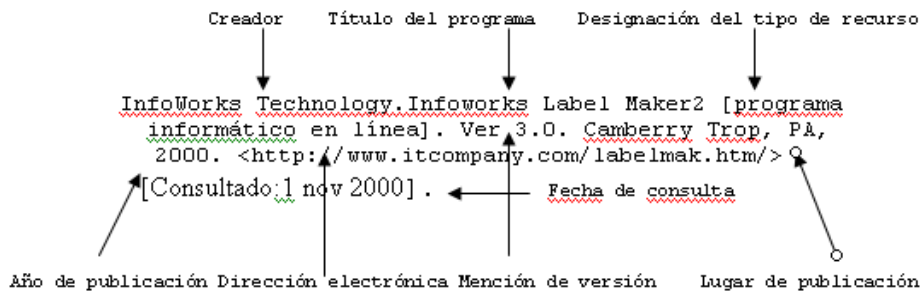 Creador Título del programa Designación del tipo de recurso
InfoWorks Technology.Infoworks Label Maker2 [programa
informático en línea]. Ver 3.0. Camberry Trop, PA,
2000. <http://www.itcompany.com/labelmak.htm/>
[Consultado:1 nov 2000] . Fecha de consulta
Año de publicación Dirección electrónica Mención de versión Lugar de publicación